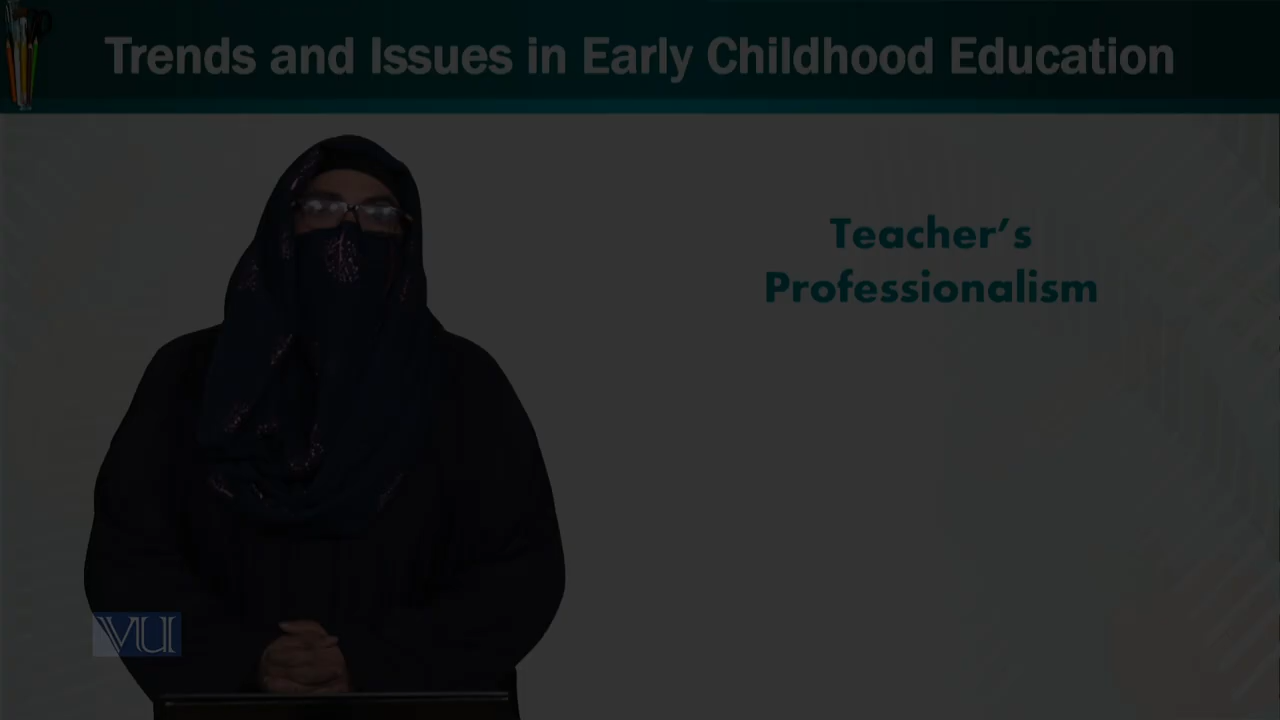 Trends and Issues in Early Childhood Education
Teacher's
Professionalism
VU